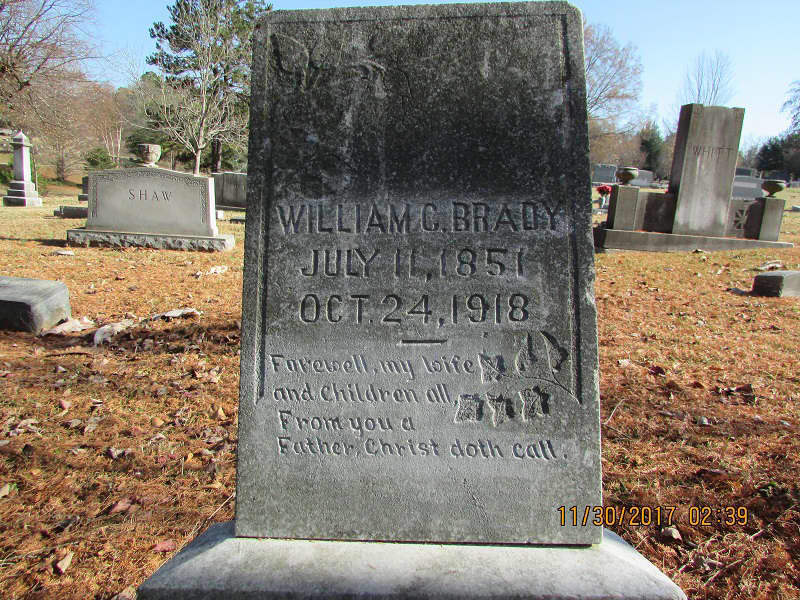 SHAW
WHITT
WILLIAM C. BRADY
JULY 11, 1851
OCT. 24, 1918
Farewell, my wife
and Children all,
From you a
Father, Christ doth call.
11/30/2017 02:39